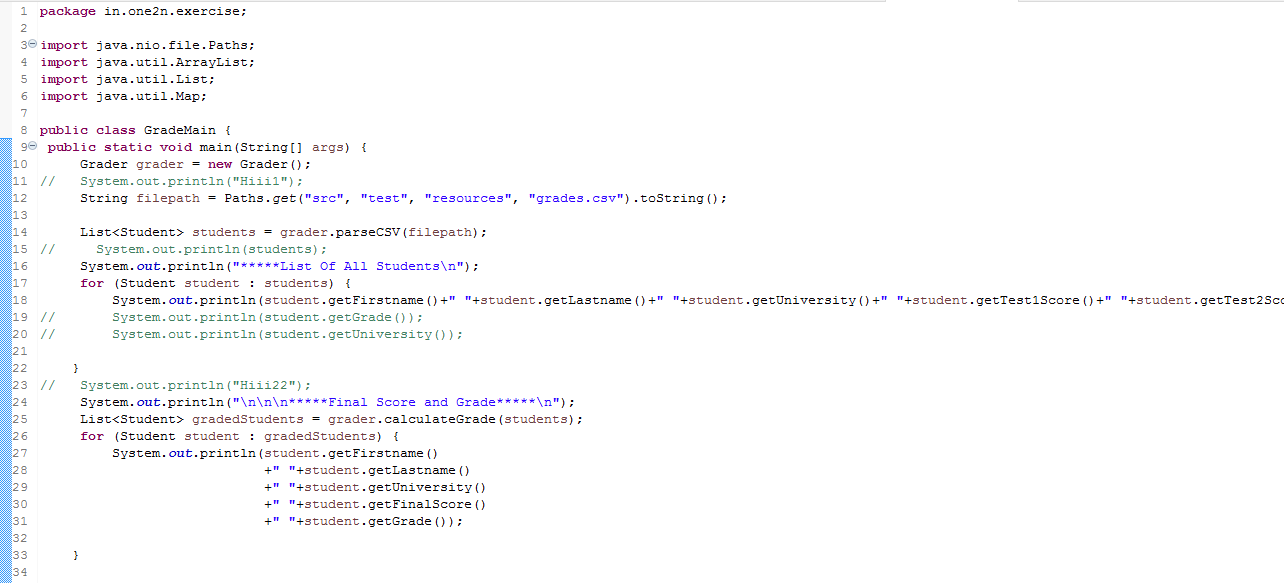 1 package in.one2n.exercise;
2
3 import java.nio.file.Paths;
4 import java.util.ArrayList;
5 import java.util.List;
6 import java.util.Map;
7
8 public class GradeMain {
9 public static void main(String[] args) {
10 Grader grader = new Grader();
11 // System.out.println("Hiii1");
12 String filepath = Paths.get("src", "test", "resources", "grades.csv").toString();
13
14 List<Student> students = grader.parseCSV(filepath);
15 // System.out.println(students);
16 System.out.println("*****List Of All Students\n");
17 for (Student student : students) {
18 System.out.println(student.getFirstname()+" "+student.getLastname()+" "+student.getUniversity()+" "+student.getTest1Score()+" "+student.getTest2Sco
19 // System.out.println(student.getGrade());
20 // System.out.println(student.getUniversity());
21
22 }
23 // System.out.println("Hiii22");
24 System.out.println("\n\n\n*****Final Score and Grade*****\n");
25 List<Student> gradedStudents = grader.calculateGrade(students);
26 for (Student student : gradedStudents) {
27 System.out.println(student.getFirstname()
28 +" "+student.getLastname()
29 +" "+student.getUniversity()
30 +" "+student.getFinalScore()
31 +" "+student.getGrade());
32
33 }
34